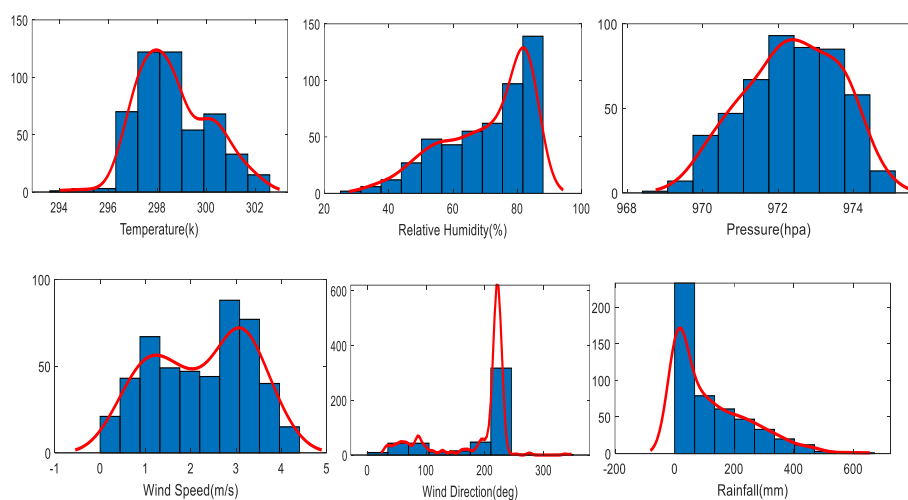 150
100
50
0
294 296 298 300 302
Temperature(k)
150
100
50
0
20 40 60 80 100
Relative Humidity(%)
100
50
0
968 970 972 974
Pressure(hpa)
100
50
0
-1 0 1 2 3 4 5
Wind Speed(m/s)
600
400
200
0
0 100 200 300
Wind Direction(deg)
200
150
100
50
0
-200 0 200 400 600
Rainfall(mm)